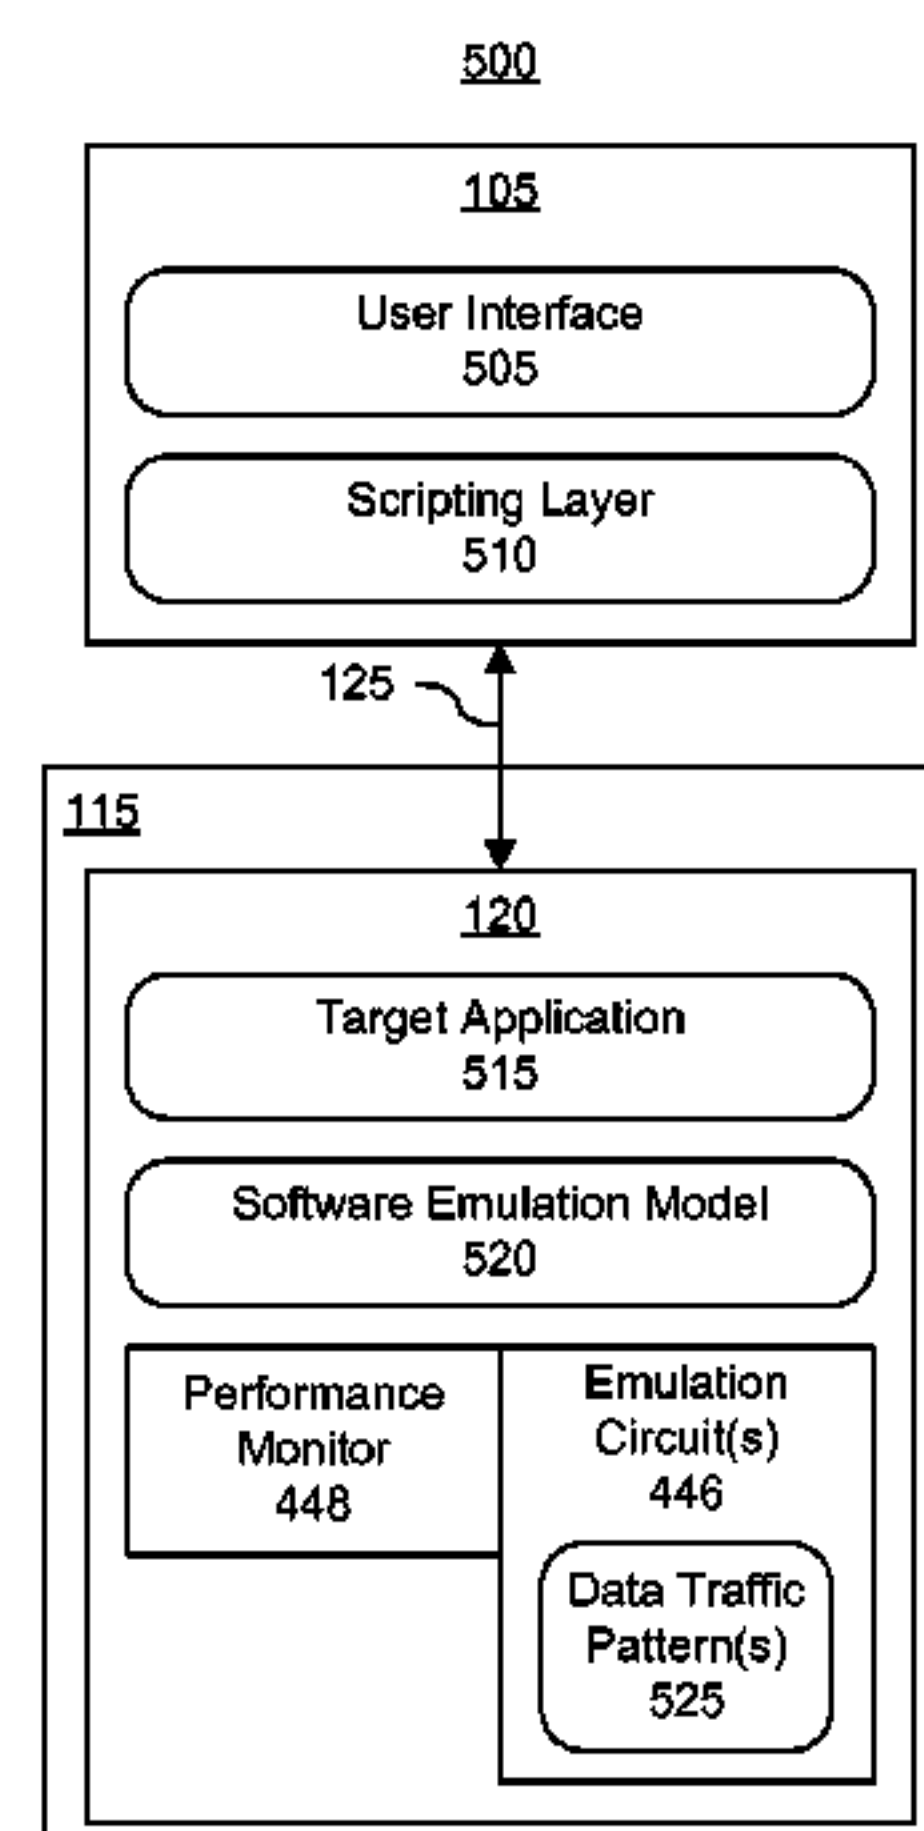 500
105
User Interface
505
Scripting Layer
510
125
115
120
Target Application
515
Software Emulation Model
520
Performance
Monitor
448
Emulation
Circuit(s)
446
Data Traffic
Pattern(s)
525